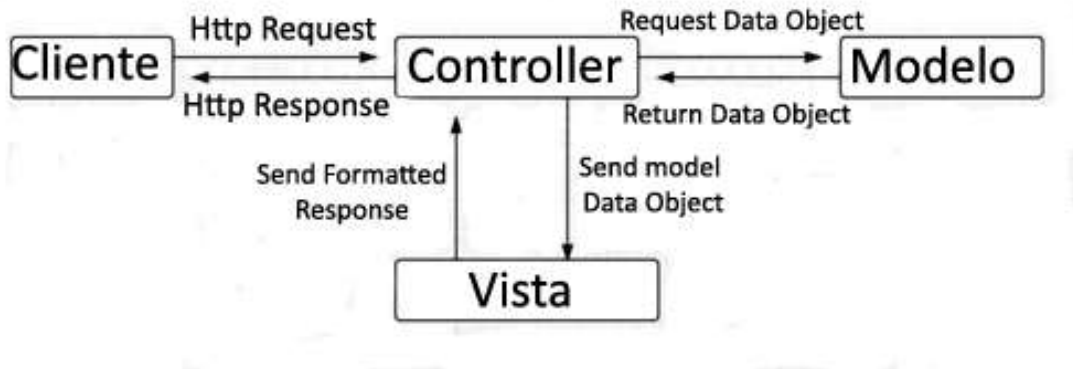 Http Request
Request Data Object
Cliente
Controller
Modelo
Http Response
Return Data Object
Send Formatted
Response
Send model
Data Object
Vista